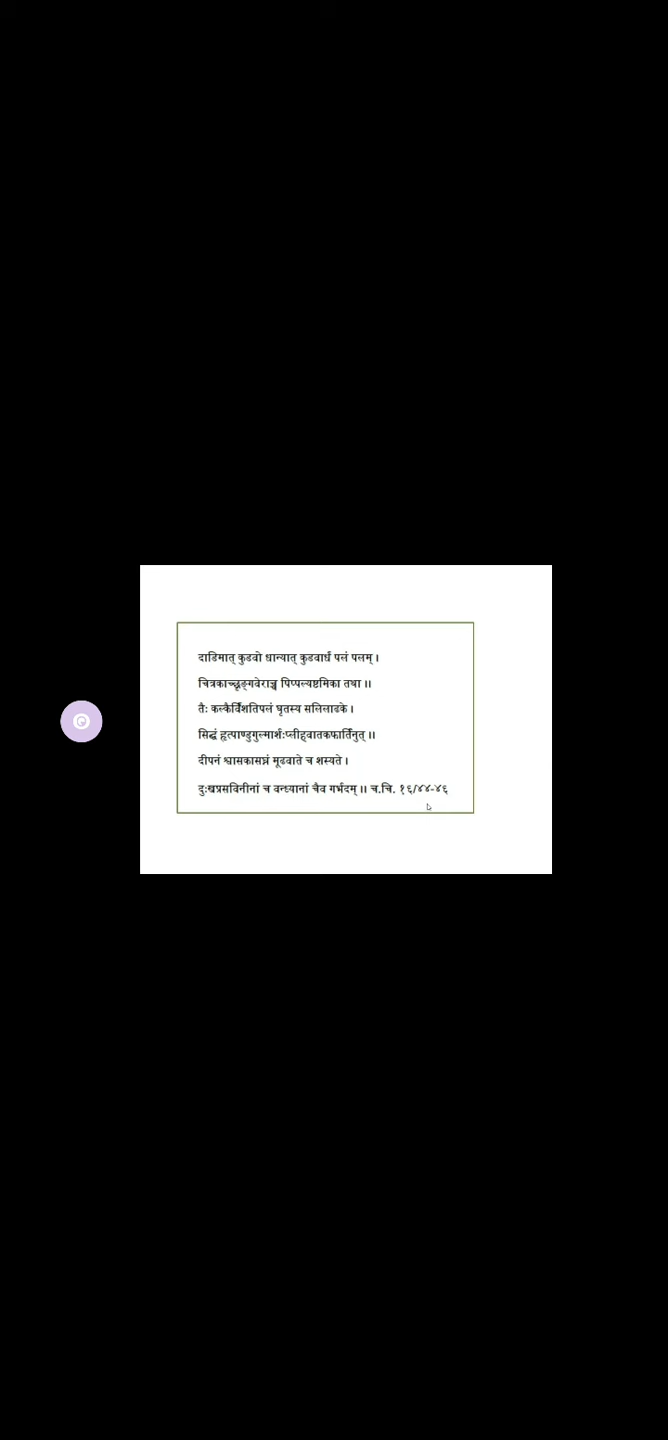 दाडिमात् कुडवो धान्यात् कुडवार्धं पलं पलम् ।
चित्रकाच्छृङ्गवेराच्च पिप्पल्यष्टमिका तथा ॥
तैः कल्कैर्विंशतिपलं घृतस्य सलिलाढके ।
सिद्धं हृत्पाण्डुगुल्मार्शःप्लीहवातकफार्तिनुत् ॥
दीपनं श्वासकासघ्नं मूढवाते च शस्यते ।
दुःखप्रसविनीनां च वन्ध्यानां चैव गर्भदम् ॥ च.चि. १६/४४-४६